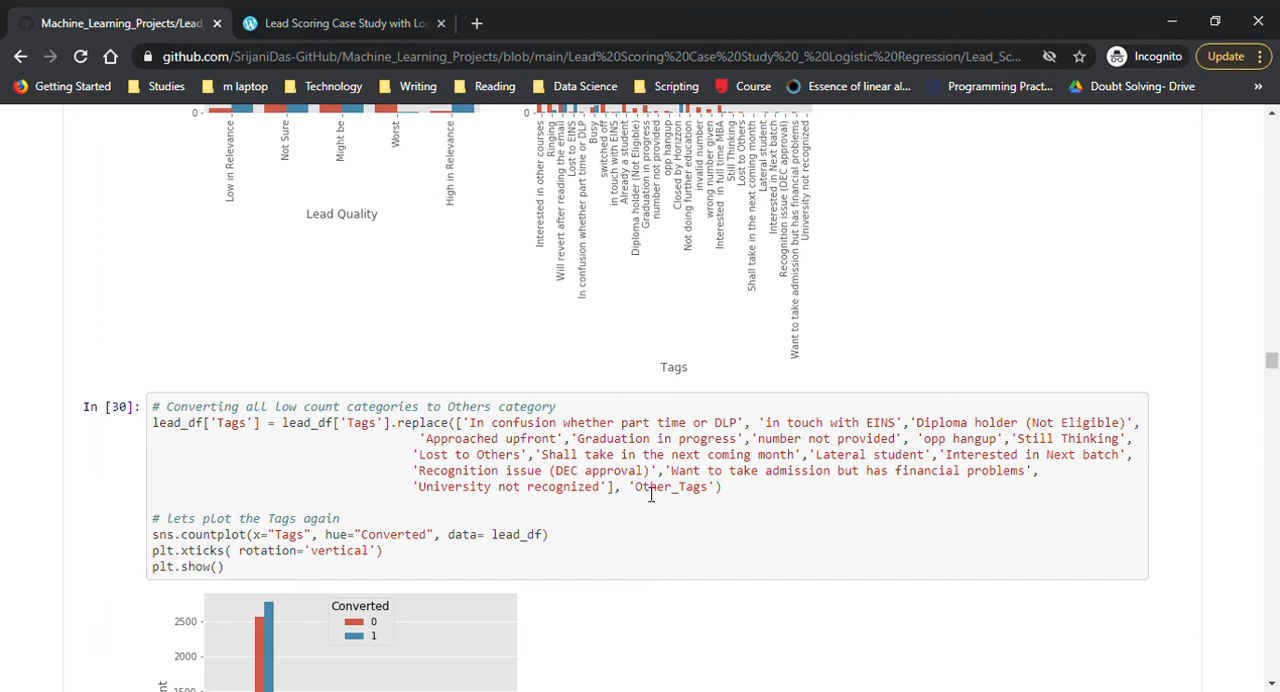 Machine_Learning_Projects/Lead_
Lead Scoring Case Study with Lo
github.com/SrijaniDas-GitHub/Machine_Learning_Projects/blob/main/Lead%20Scoring%20Case%20Study%20_%20Logistic%20Regression/Lead_Sc...
Incognito
Update
Getting Started
Studies
m laptop
Technology
Writing
Reading
Data Science
Scripting
Course
Essence of linear al...
Programming Pract...
Doubt Solving- Drive
»
0
Low in Relevance
Not Sure
Might be
Worst
High in Relevance
Lead Quality
0
Interested in other courses
Ringing
Will revert after reading the email
Lost to EINS
In confusion whether part time or DLP
Busy
switched off
in touch with EINS
Already a student
Diploma holder (Not Eligible)
Graduation in progress
number not provided
opp hangup
Closed by Horizzon
Not doing further education
invalid number
wrong number given
Interested  in full time MBA
Still Thinking
Lost to Others
Shall take in the next coming month
Lateral student
Interested in Next batch
Recognition issue (DEC approval)
Want to take admission but has financial problems
University not recognized
Tags
In [30]:
# Converting all low count categories to Others category
lead_df['Tags'] = lead_df['Tags'].replace(['In confusion whether part time or DLP', 'in touch with EINS','Diploma holder (Not Eligible)',
'Approached upfront','Graduation in progress','number not provided', 'opp hangup','Still Thinking',
'Lost to Others','Shall take in the next coming month','Lateral student','Interested in Next batch',
'Recognition issue (DEC approval)','Want to take admission but has financial problems',
'University not recognized'], 'Other_Tags')
# Lets plot the Tags again
sns.countplot(x="Tags", hue="Converted", data= lead_df)
plt.xticks( rotation='vertical')
plt.show()
Converted
0
1
2500
2000